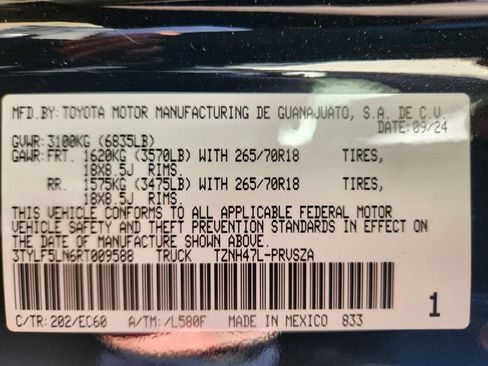 MFD.BY:TOYOTA MOTOR MANUFACTURING DE GUANAJUATO, S.A. DE C.V.
DATE: 09/24
GVWR: 3100KG (6835LB)
GAWR: FRT. 1620KG (3570LB) WITH 265/70R18 TIRES,
18X8.5J RIMS.
RR. 1575KG (3475LB) WITH 265/70R18 TIRES,
18X8.5J RIMS.
THIS VEHICLE CONFORMS TO ALL APPLICABLE FEDERAL MOTOR
VEHICLE SAFETY AND THEFT PREVENTION STANDARDS IN EFFECT ON
THE DATE OF MANUFACTURE SHOWN ABOVE.
3TYLF5LN6RT009588 TRUCK TZNH47L-PRVSZA
1
C/TR: 202/EC60 A/TM: /L580F MADE IN MEXICO 833